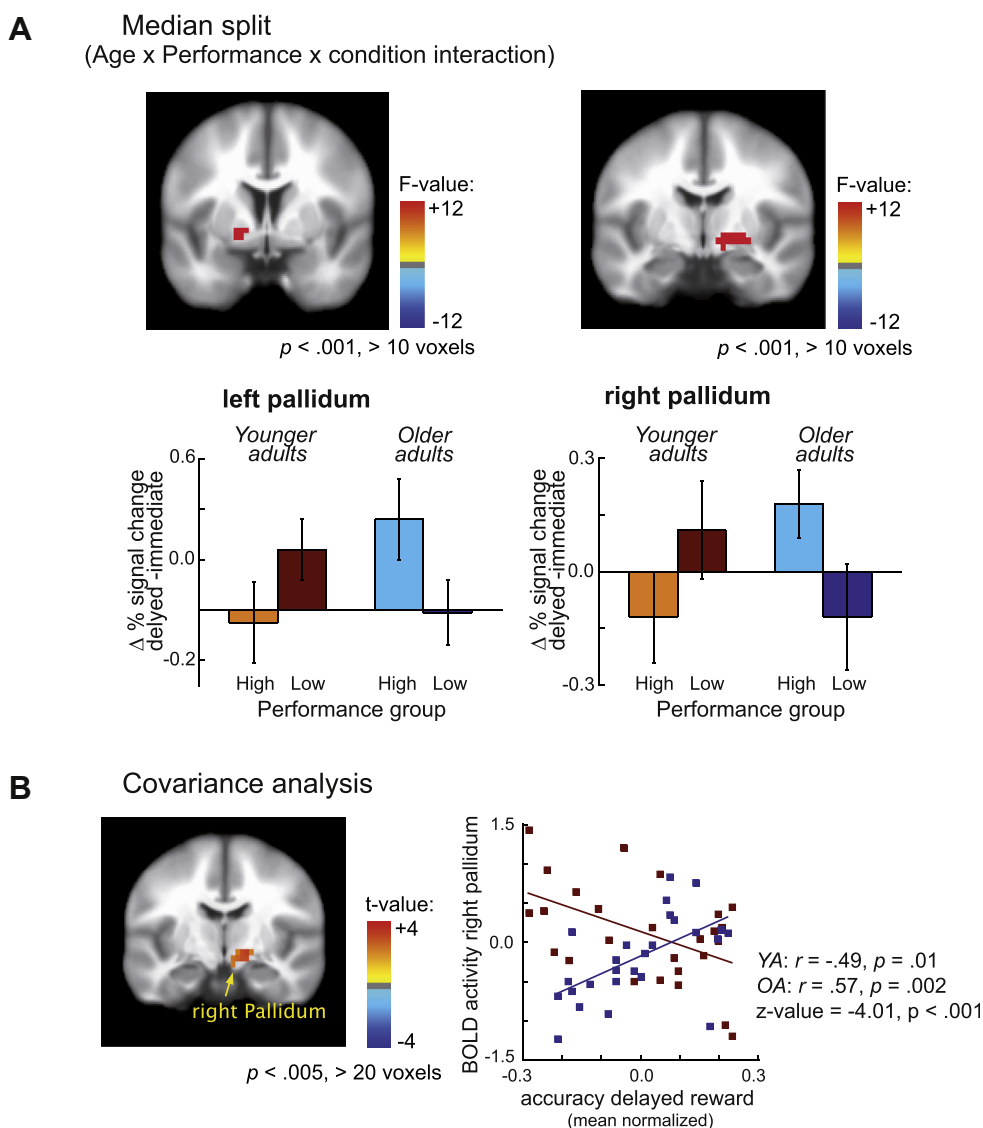 A
Median split
(Age x Performance x condition interaction)
F-value:
+12
-12
p < .001, > 10 voxels
F-value:
+12
-12
p < .001, > 10 voxels
left pallidum
Younger adults
Older adults
0.6
0.0
-0.2
Δ % signal change
delyed -immediate
High
Low
High
Low
Performance group
right pallidum
Younger adults
Older adults
0.3
0.0
-0.3
Δ % signal change
delyed -immediate
High
Low
High
Low
Performance group
B
Covariance analysis
t-value:
+4
-4
right Pallidum
p < .005, > 20 voxels
BOLD activity right pallidum
1.5
0.0
-1.5
-0.3
0.0
0.3
accuracy delayed reward
(mean normalized)
YA: r = -.49, p = .01
OA: r = .57, p = .002
z-value = -4.01, p < .001